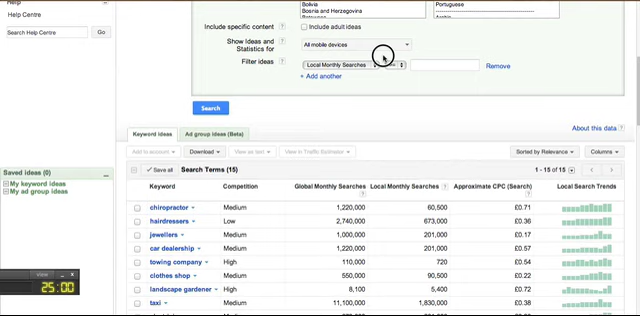 Help
Bolivia
Bosnia and Herzegovina
Portuguese
Help Centre
Search Help Centre
Go
Include specific content ? Include adult ideas
Show Ideas and Statistics for ? All mobile devices
Filter ideas ? Local Monthly Searches Remove
+ Add another
Search
About this data ?
Keyword ideas Ad group ideas (Beta)
Add to account Download View as text View in Traffic Estimator Sorted by Relevance Columns
Saved ideas (0)
My keyword ideas
My ad group ideas
Save all Search Terms (15) 1 - 15 of 15
Keyword Competition Global Monthly Searches ? Local Monthly Searches ? Approximate CPC (Search) ? Local Search Trends
chiropractor Medium 1,220,000 60,500 £0.71
hairdressers Low 2,740,000 673,000 £0.36
jewellers Medium 1,000,000 201,000 £0.17
car dealership Medium 1,220,000 201,000 £0.57
towing company High 110,000 720 £0.54
clothes shop Medium 550,000 90,500 £0.22
landscape gardener High 8,100 5,400 £0.72
taxi Medium 11,100,000 1,830,000 £0.38
View
25:00